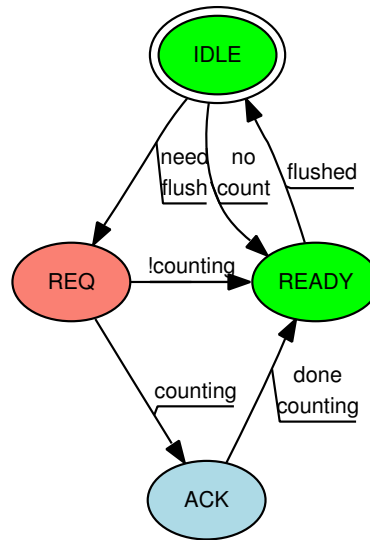 IDLE
need
flush
no
count
flushed
REQ
!counting
READY
counting
done
counting
ACK